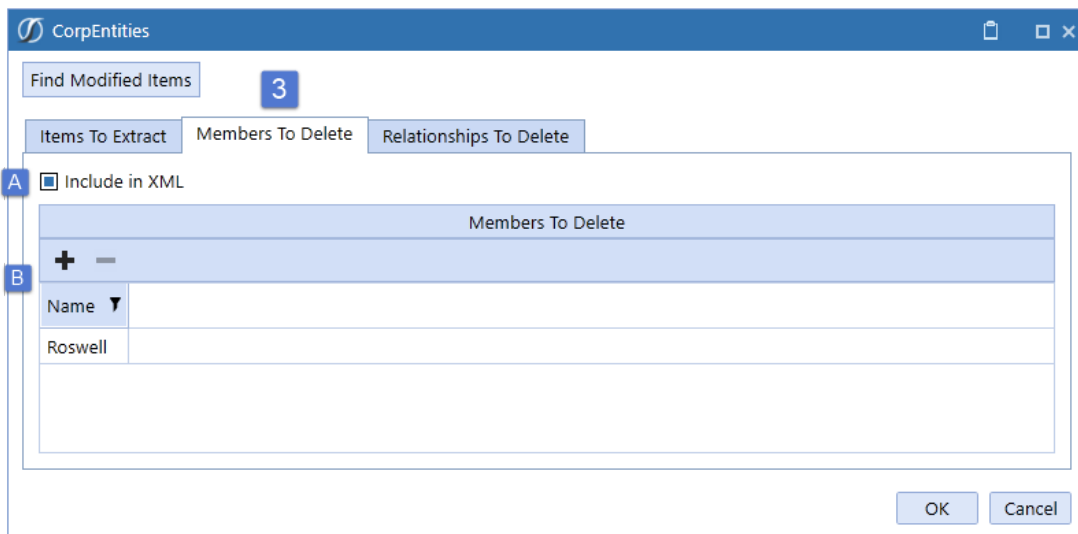 CorpEntities
Find Modified Items
3
Items To Extract Members To Delete Relationships To Delete
A Include in XML
Members To Delete
B
Name
Roswell
OK Cancel